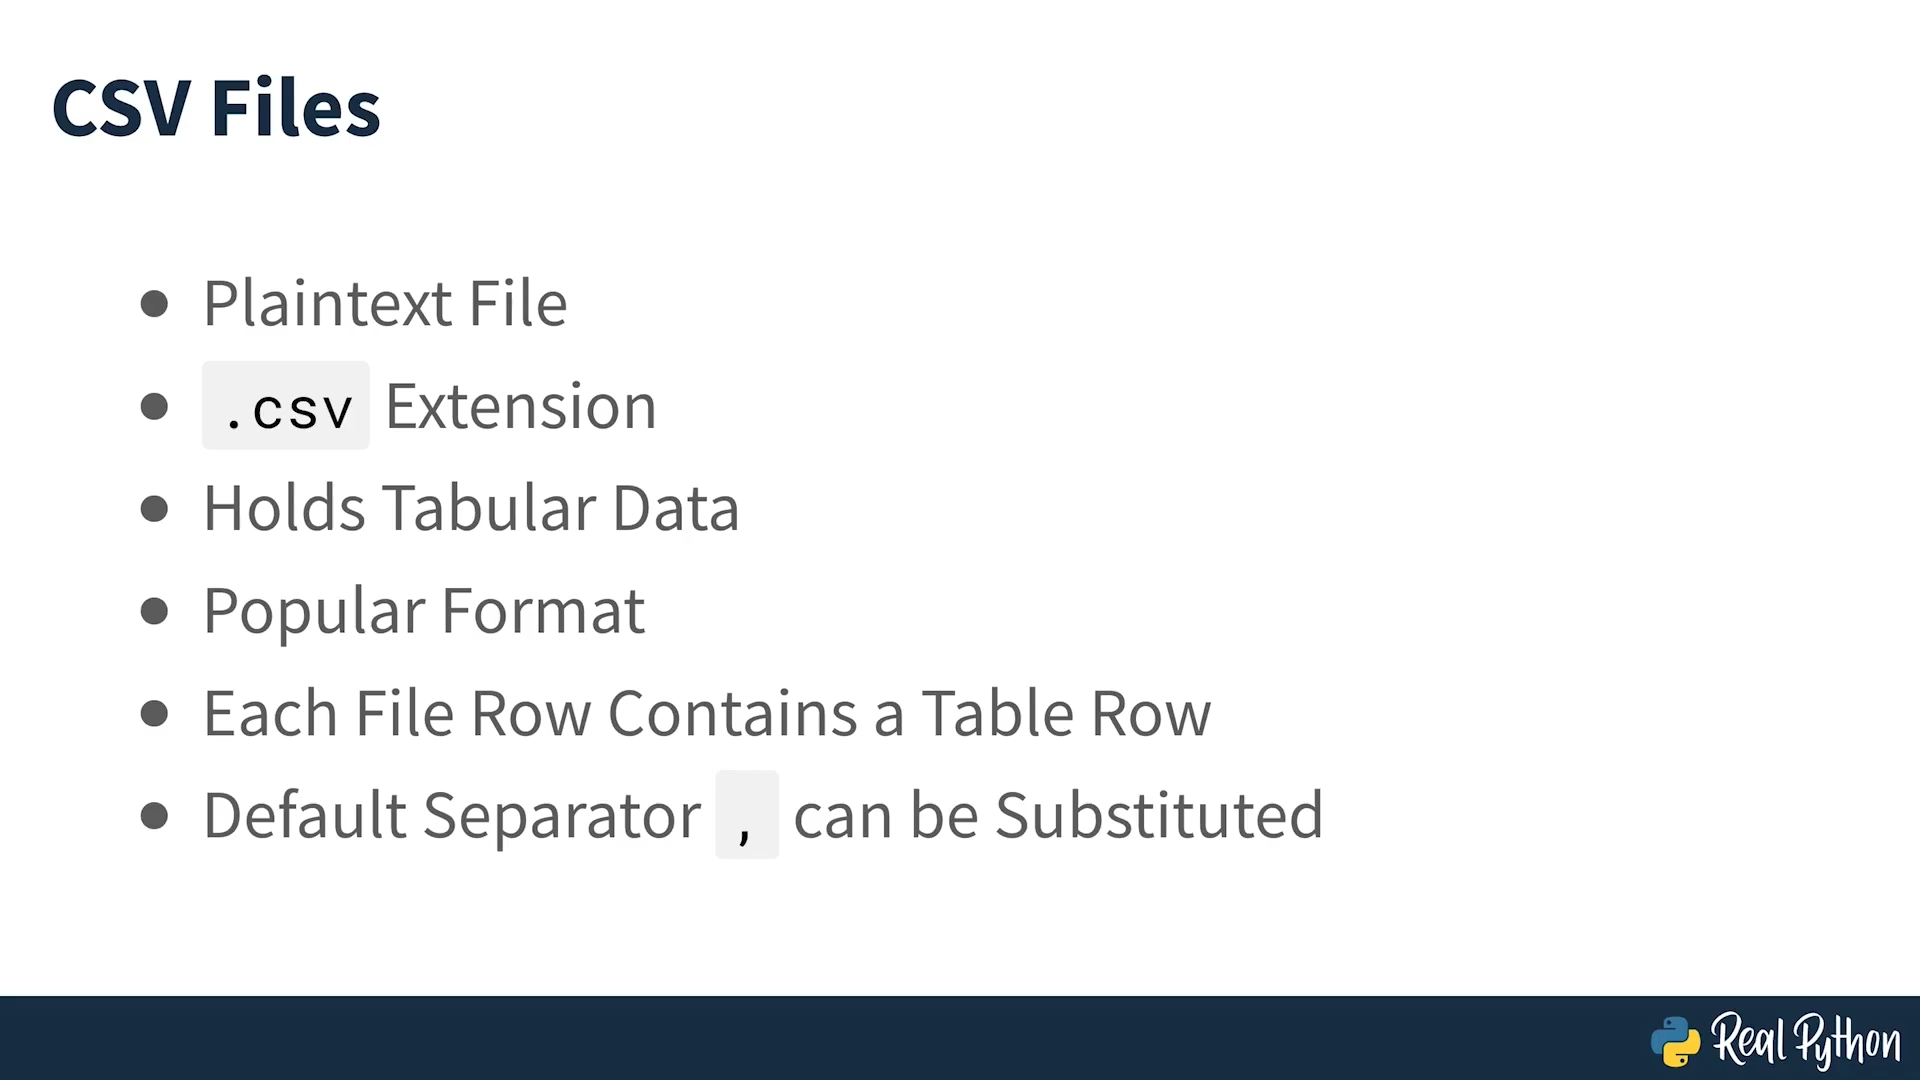 CSV Files
● Plaintext File
● .csv Extension
● Holds Tabular Data
● Popular Format
● Each File Row Contains a Table Row
● Default Separator , can be Substituted
Real Python